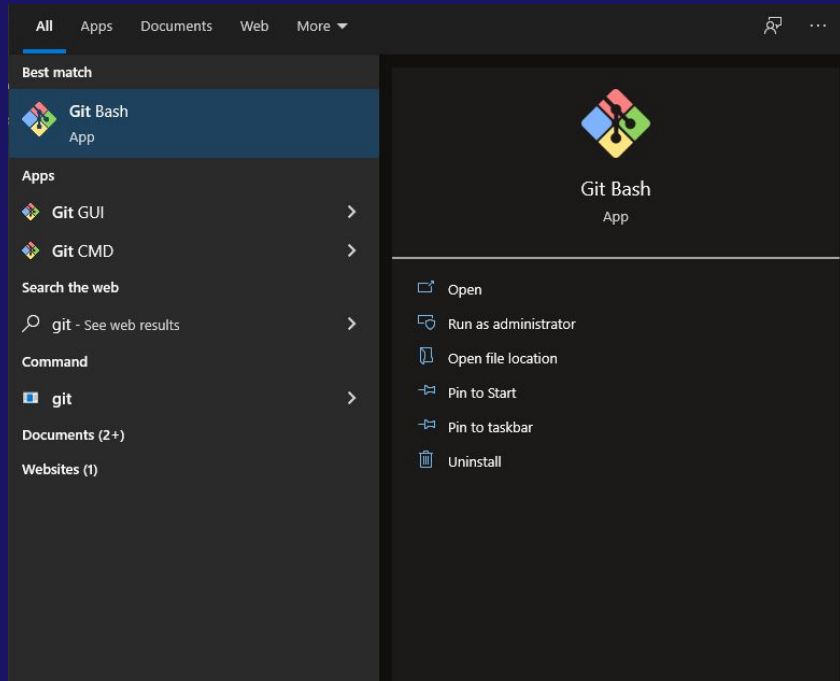 All Apps Documents Web More
Best match
Git Bash
App
Apps
Git GUI
Git CMD
Search the web
git - See web results
Command
git
Documents (2+)
Websites (1)
Git Bash
App
Open
Run as administrator
Open file location
Pin to Start
Pin to taskbar
Uninstall